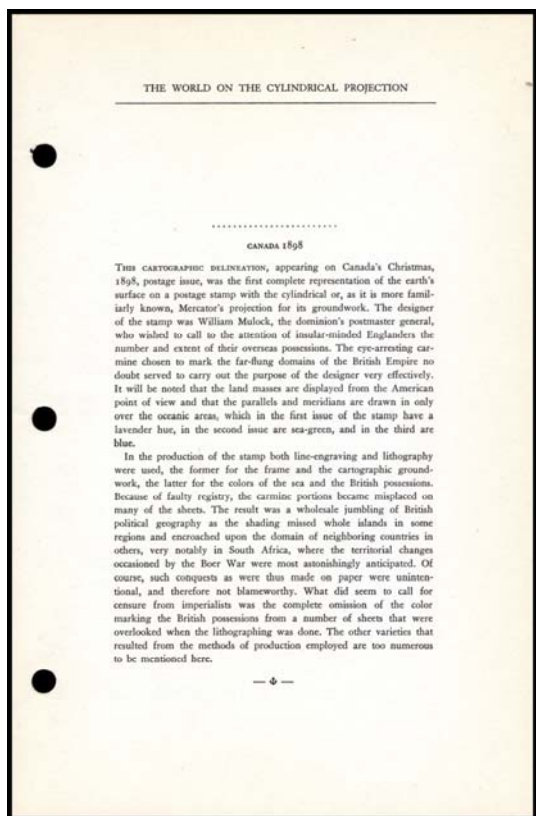 THE WORLD ON THE CYLINDRICAL PROJECTION
CANADA 1898
THIS CARTOGRAPHIC DELINEATION, appearing on Canada's Christmas,
1898, postage issue, was the first complete representation of the earth's
surface on a postage stamp with the cylindrical or, as it is more famil-
iarly known, Mercator's projection for its groundwork. The designer
of the stamp was William Mulock, the dominion's postmaster general,
who wished to call to the attention of insular-minded Englanders the
number and extent of their overseas possessions. The eye-arresting car-
mine chosen to mark the far-flung domains of the British Empire no
doubt served to carry out the purpose of the designer very effectively.
It will be noted that the land masses are displayed from the American
point of view and that the parallels and meridians are drawn in only
over the oceanic areas, which in the first issue of the stamp have a
lavender hue, in the second issue are sea-green, and in the third are
blue.
In the production of the stamp both line-engraving and lithography
were used, the former for the frame and the cartographic ground-
work, the latter for the colors of the sea and the British possessions.
Because of faulty registry, the carmine portions became misplaced on
many of the sheets. The result was a wholesale jumbling of British
political geography as the shading missed whole islands in some
regions and encroached upon the domain of neighboring countries in
others, very notably in South Africa, where the territorial changes
occasioned by the Boer War were most astonishingly anticipated. Of
course, such conquests as were thus made on paper were uninten-
tional, and therefore not blameworthy. What did seem to call for
censure from imperialists was the complete omission of the color
marking the British possessions from a number of sheets that were
overlooked when the lithographing was done. The other varieties that
resulted from the methods of production employed are too numerous
to be mentioned here.